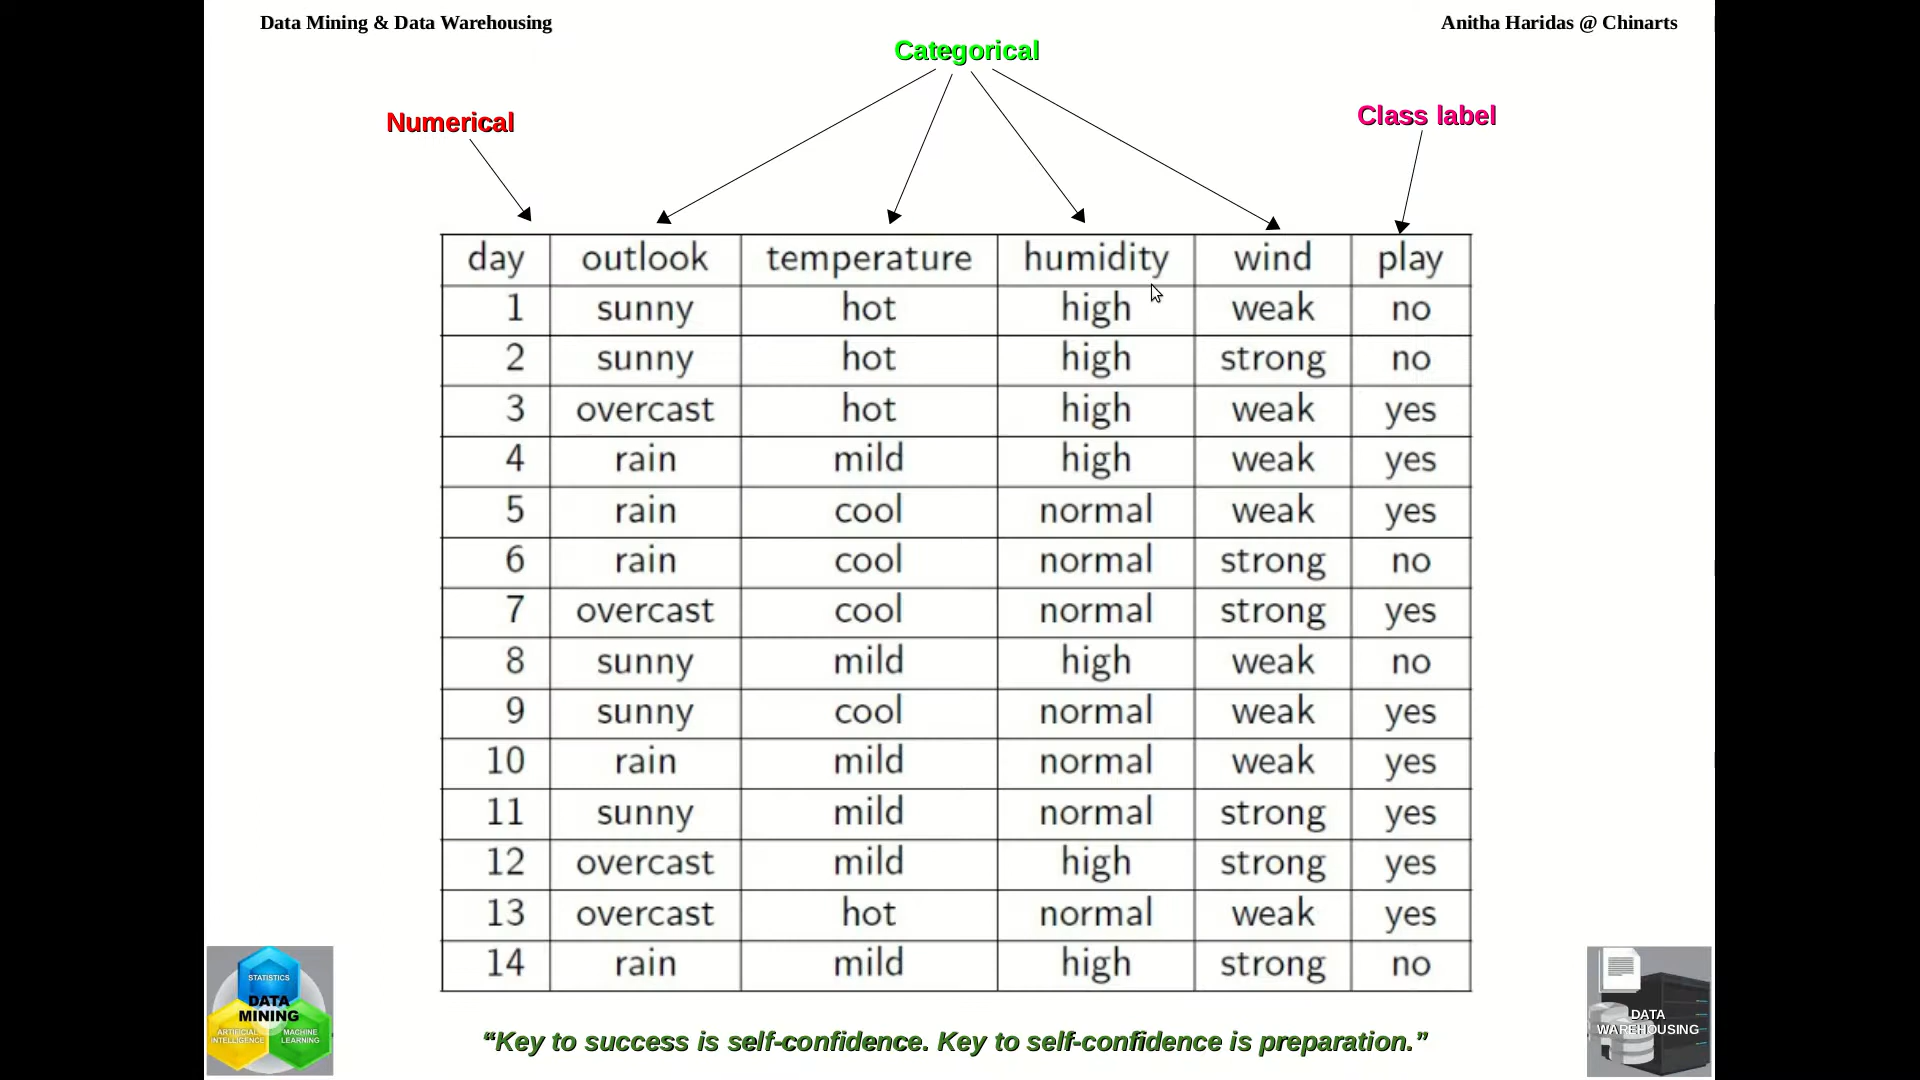 Data Mining & Data Warehousing
Anitha Haridas @ Chinarts
Categorical
Numerical
Class label
day outlook temperature humidity wind play
1 sunny hot high weak no
2 sunny hot high strong no
3 overcast hot high weak yes
4 rain mild high weak yes
5 rain cool normal weak yes
6 rain cool normal strong no
7 overcast cool normal strong yes
8 sunny mild high weak no
9 sunny cool normal weak yes
10 rain mild normal weak yes
11 sunny mild normal strong yes
12 overcast mild high strong yes
13 overcast hot normal weak yes
14 rain mild high strong no
STATISTICS
DATA
MINING
ARTIFICIAL
INTELLIGENCE
MACHINE
LEARNING
DATA
WAREHOUSING
“Key to success is self-confidence. Key to self-confidence is preparation.”